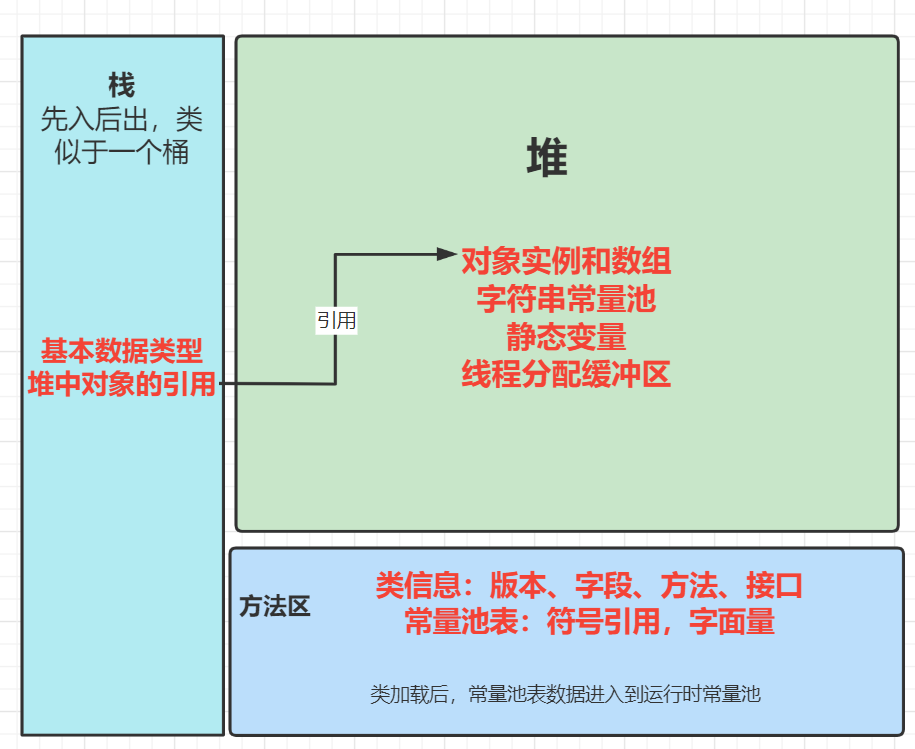 栈
先入后出，类
似于一个桶
基本数据类型
堆中对象的引用
引用
堆
对象实例和数组
字符串常量池
静态变量
线程分配缓冲区
方法区
类信息：版本、字段、方法、接口
常量池表：符号引用，字面量
类加载后，常量池表数据进入到运行时常量池